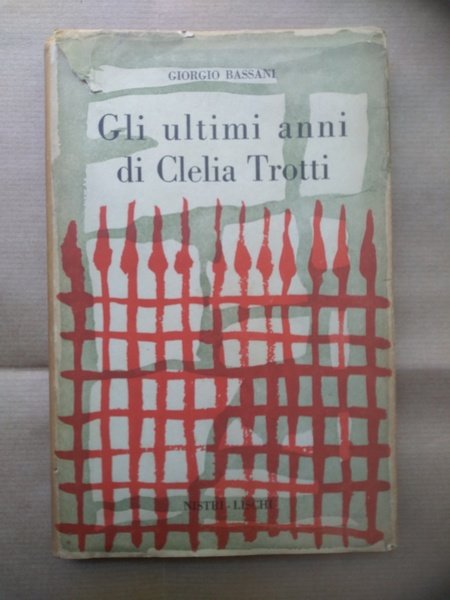 GIORGIO BASSANI
Gli ultimi anni
di Clelia Trotti
NISTRI - LISCHI